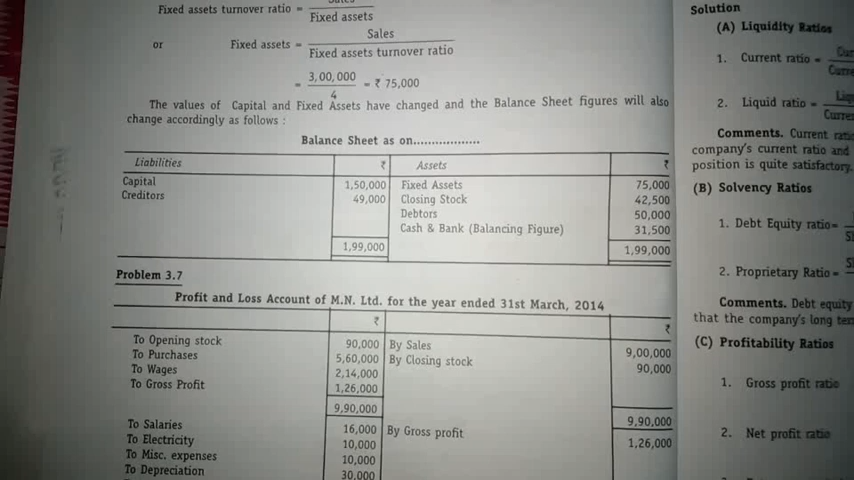 Fixed assets turnover ratio = Sales
Fixed assets
or Fixed assets = Sales
Fixed assets turnover ratio
= 3,00,000
4 = ₹ 75,000
The values of Capital and Fixed Assets have changed and the Balance Sheet figures will also
change accordingly as follows :
Balance Sheet as on..................
Liabilities ₹ Assets ₹
Capital 1,50,000 Fixed Assets 75,000
Creditors 49,000 Closing Stock 42,500
Debtors 50,000
Cash & Bank (Balancing Figure) 31,500
1,99,000 1,99,000
Problem 3.7
Profit and Loss Account of M.N. Ltd. for the year ended 31st March, 2014
₹ ₹
To Opening stock 90,000 By Sales 9,00,000
To Purchases 5,60,000 By Closing stock 90,000
To Wages 2,14,000
To Gross Profit 1,26,000
9,90,000 9,90,000
To Salaries 16,000 By Gross profit 1,26,000
To Electricity 10,000
To Misc. expenses 10,000
To Depreciation 30,000
Solution
(A) Liquidity Ratios
1. Current ratio =
2. Liquid ratio =
Comments. Current
company's current ratio and
position is quite satisfactory.
(B) Solvency Ratios
1. Debt Equity ratio=
2. Proprietary Ratio =
Comments. Debt equity
that the company's long
(C) Profitability Ratios
1. Gross profit ratio
2. Net profit ratio